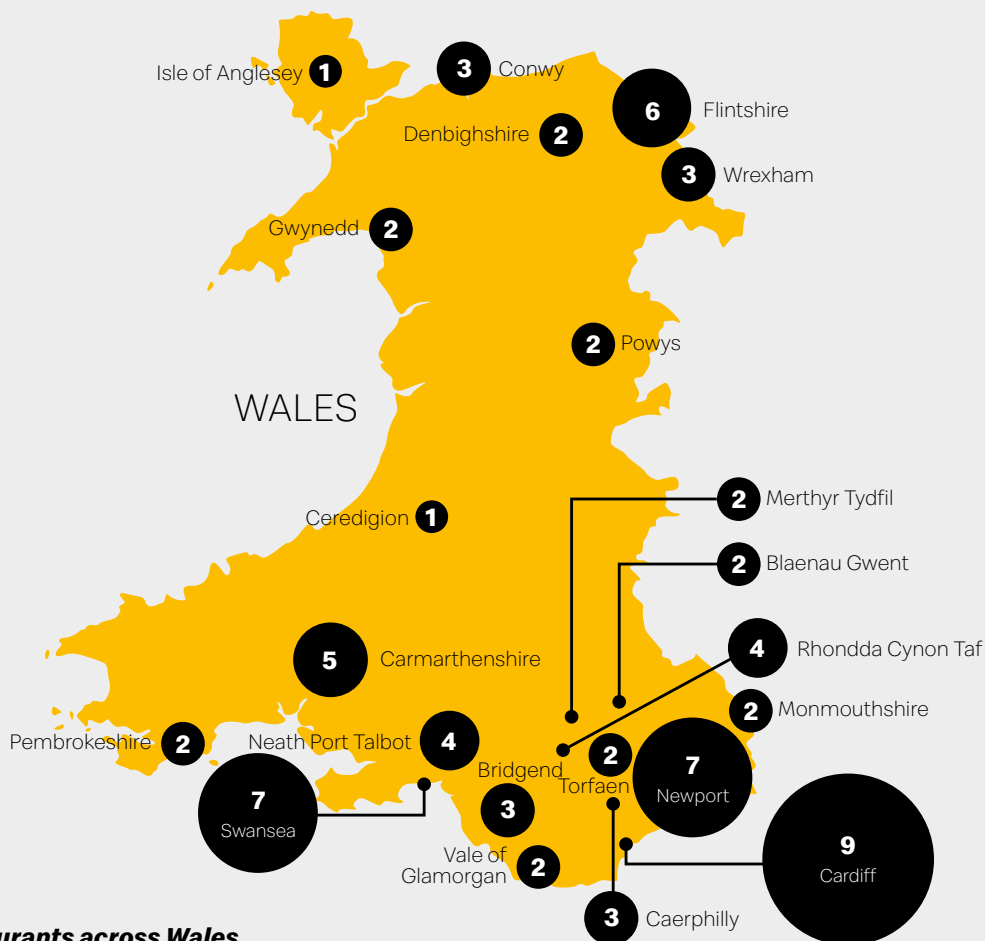 Isle of Anglesey 1
3 Conwy
6 Flintshire
Denbighshire 2
3 Wrexham
Gwynedd 2
2 Powys
WALES
2 Merthyr Tydfil
Ceredigion 1
2 Blaenau Gwent
4 Rhondda Cynon Taf
5 Carmarthenshire
2 Monmouthshire
Pembrokeshire 2
Neath Port Talbot 4
2
Torfaen
7
Newport
Bridgend
3
7
Swansea
Vale of
Glamorgan 2
9
Cardiff
3 Caerphilly
across Wales